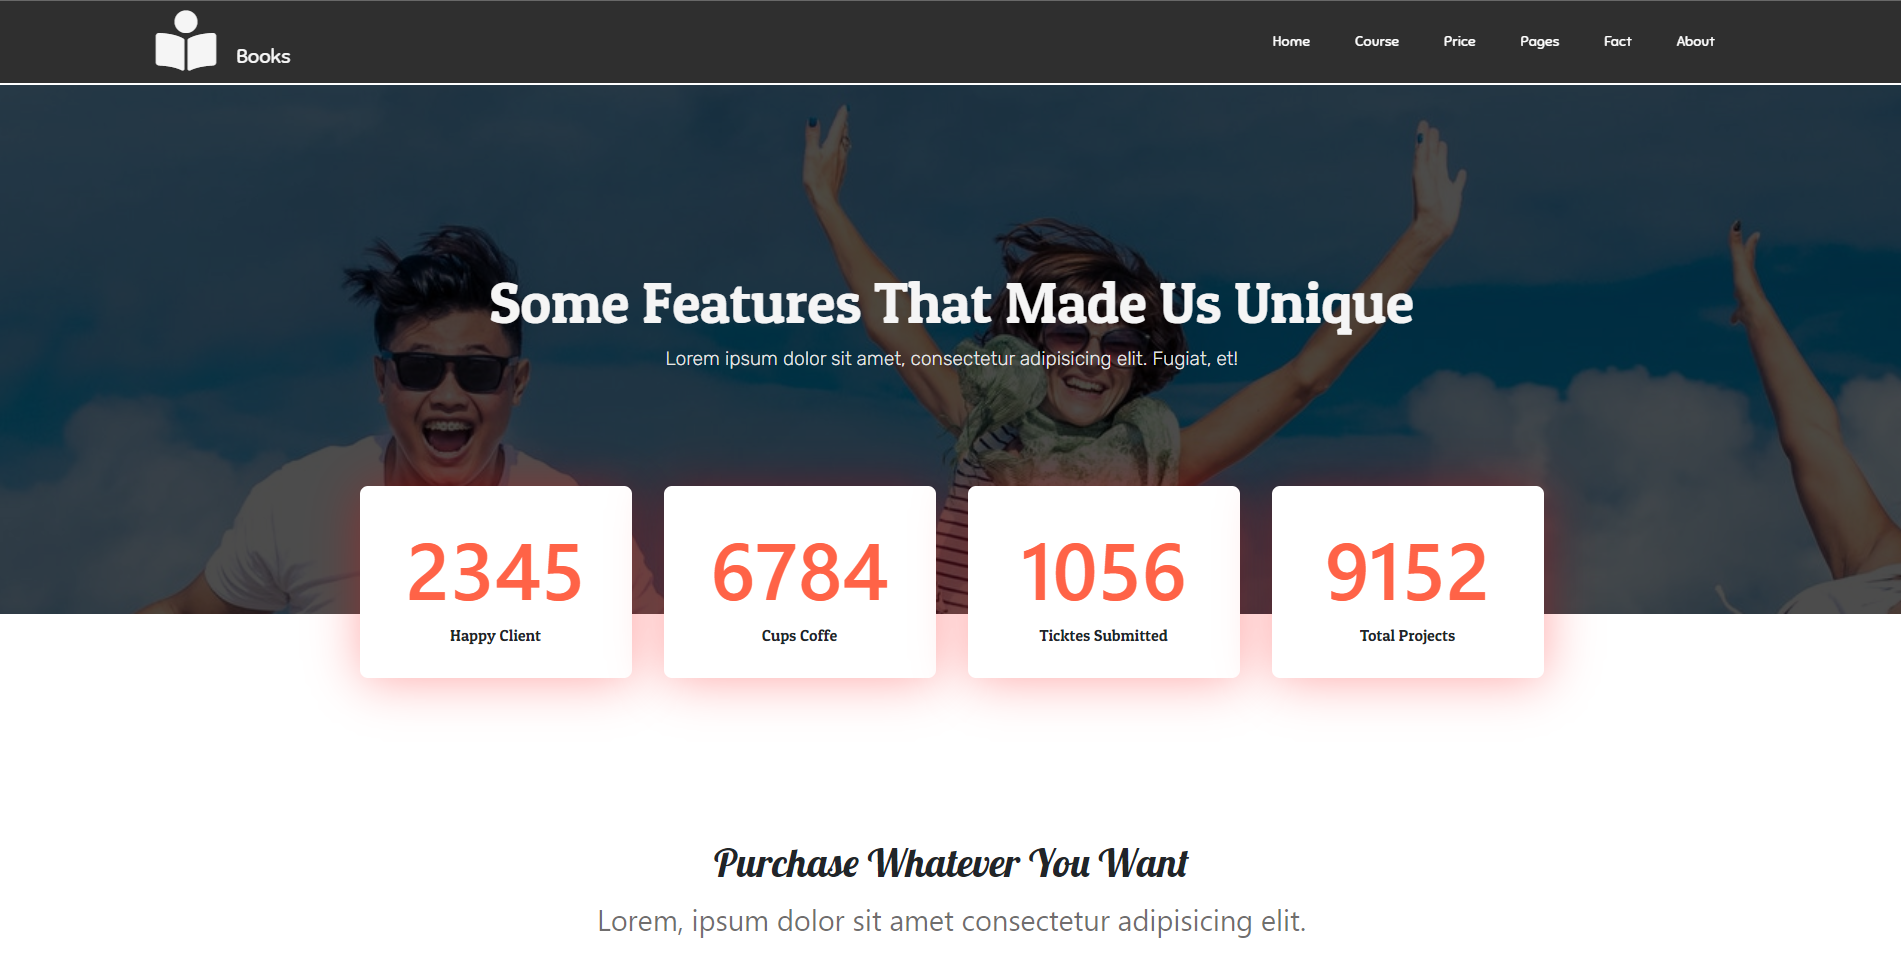 Books
Home Course Price Pages Fact About
Some Features That Made Us Unique
Lorem ipsum dolor sit amet, consectetur adipisicing elit. Fugiat, et!
2345 6784 1056 9152
Happy Client Cups Coffe Ticktes Submitted Total Projects
Purchase Whatever You Want
Lorem, ipsum dolor sit amet consectetur adipisicing elit.